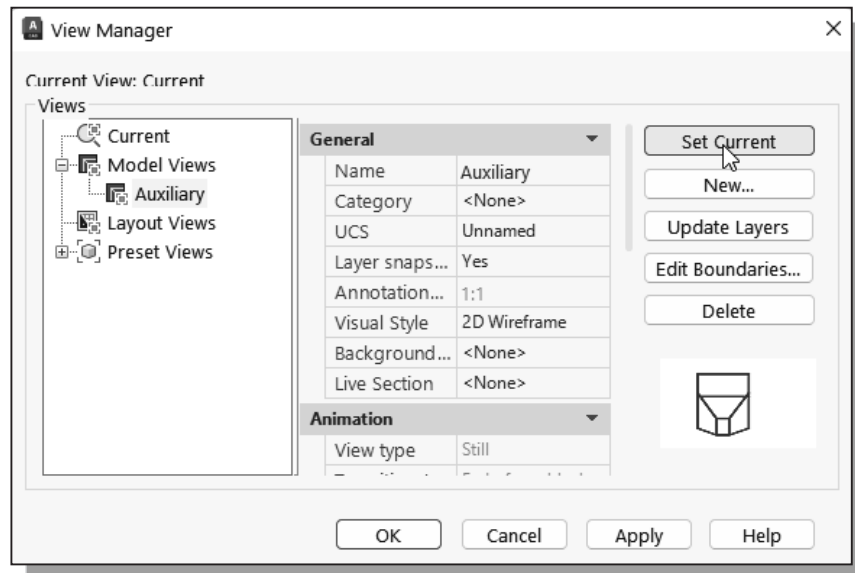 View Manager
Current View: Current
Views
Current
Model Views
Auxiliary
Layout Views
Preset Views
General
Name Auxiliary
Category <None>
UCS Unnamed
Layer snaps... Yes
Annotation... 1:1
Visual Style 2D Wireframe
Background... <None>
Live Section <None>
Animation
View type Still
Set Current
New...
Update Layers
Edit Boundaries...
Delete
OK Cancel Apply Help